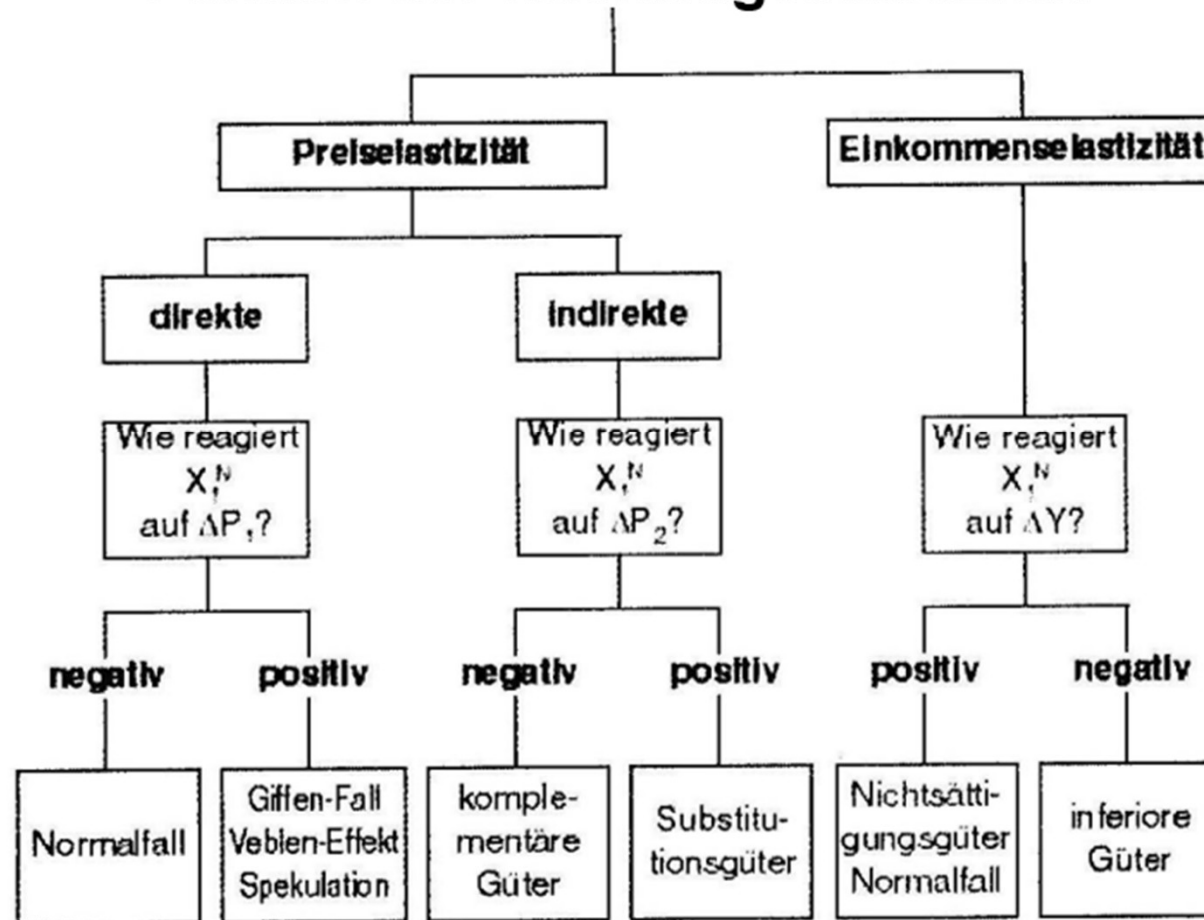 Preiselastizität
Einkommenselastizität
direkte
indirekte
Wie reagiert
X₁ᴺ
auf ΔP₁?
Wie reagiert
X₁ᴺ
auf ΔP₂?
Wie reagiert
X₁ᴺ
auf ΔY?
negativ
positiv
negativ
positiv
positiv
negativ
Normalfall
Giffen-Fall
Veblen-Effekt
Spekulation
komple-
mentäre
Güter
Substitu-
tionsgüter
Nichtsätti-
gungsgüter
Normalfall
inferiore
Güter